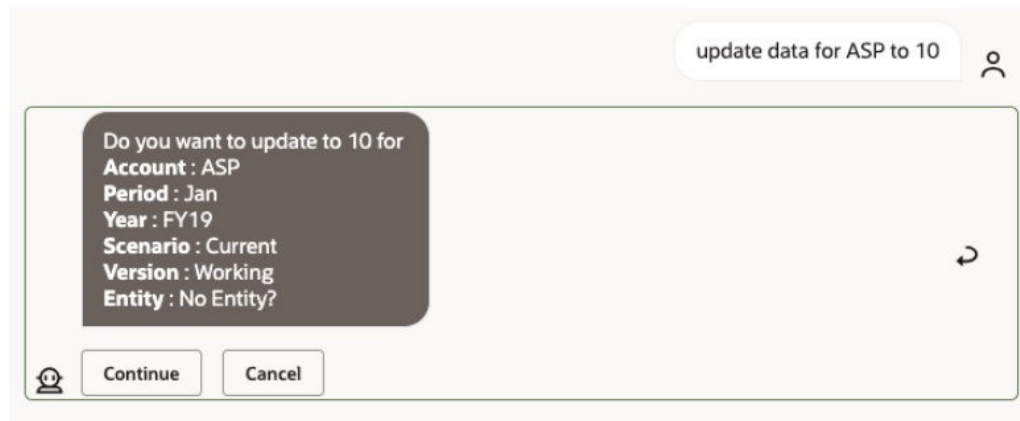 update data for ASP to 10
Do you want to update to 10 for
Account : ASP
Period : Jan
Year : FY19
Scenario : Current
Version : Working
Entity : No Entity?
Continue
Cancel